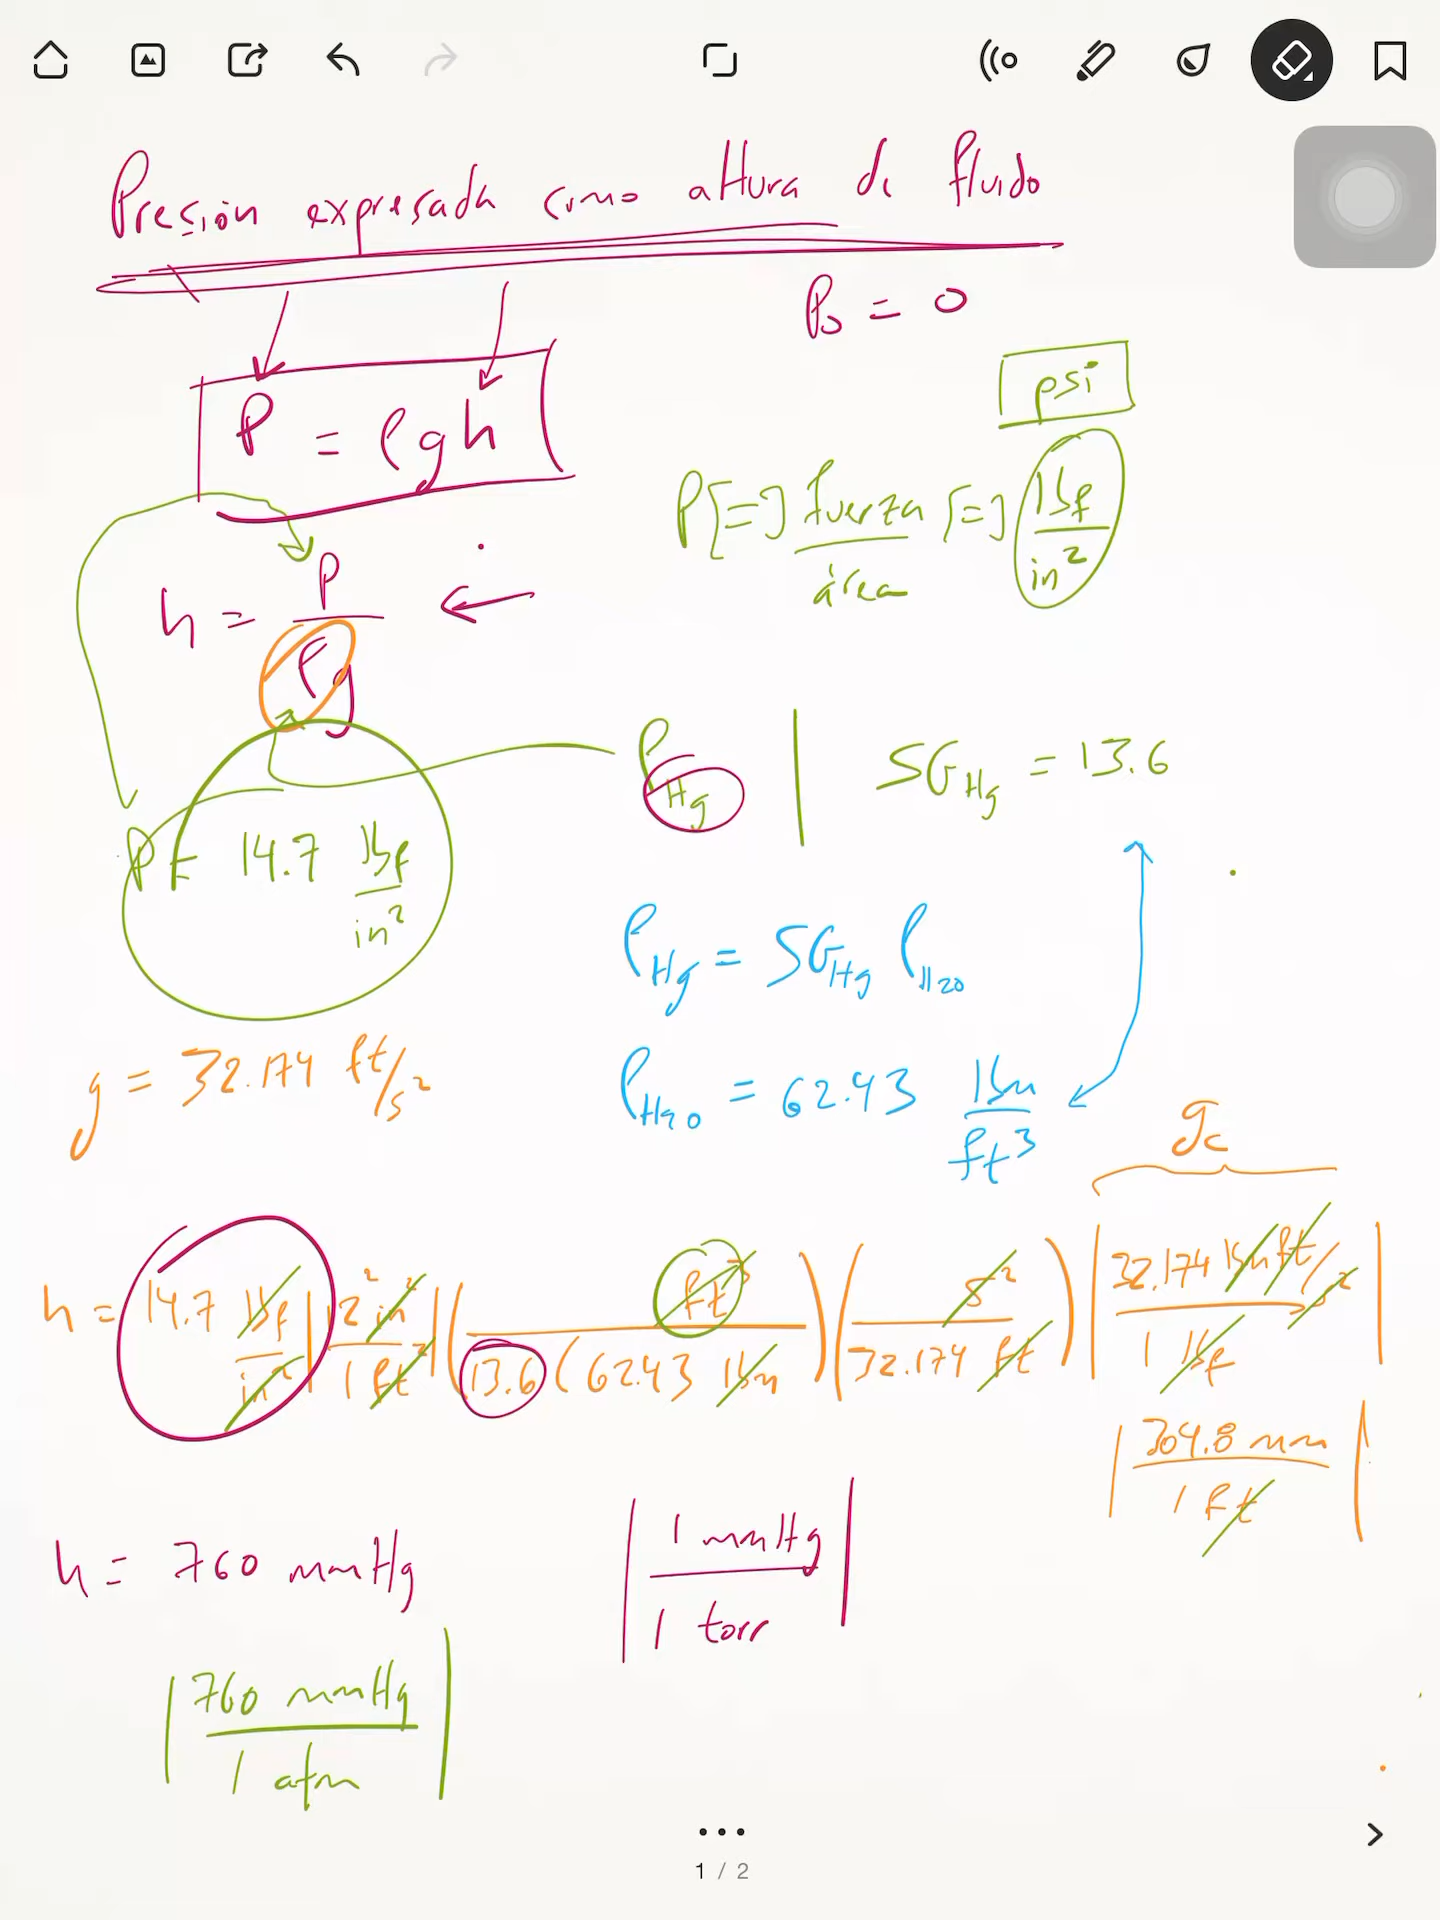 Presión expresada como altura de fluido
P₀ = 0
P = ρgh
psi
P[=] fuerza/área [=] lbf/in²
h = P/ρg
ρHg | SGHg = 13.6
P = 14.7 lbf/in²
ρHg = SGHg ρH2O
g = 32.174 ft/s²
ρH2O = 62.43 lbm/ft³
gc
h = 14.7 lbf/in² | 12² in²/1 ft² | ( ft³/13.6 (62.43 lbm ) ( s²/32.174 ft ) | 32.174 lbm ft/s²/1 lbf |
| 304.8 mm/1 ft |
h = 760 mmHg
| 1 mmHg/1 torr |
| 760 mmHg/1 atm |
1 / 2